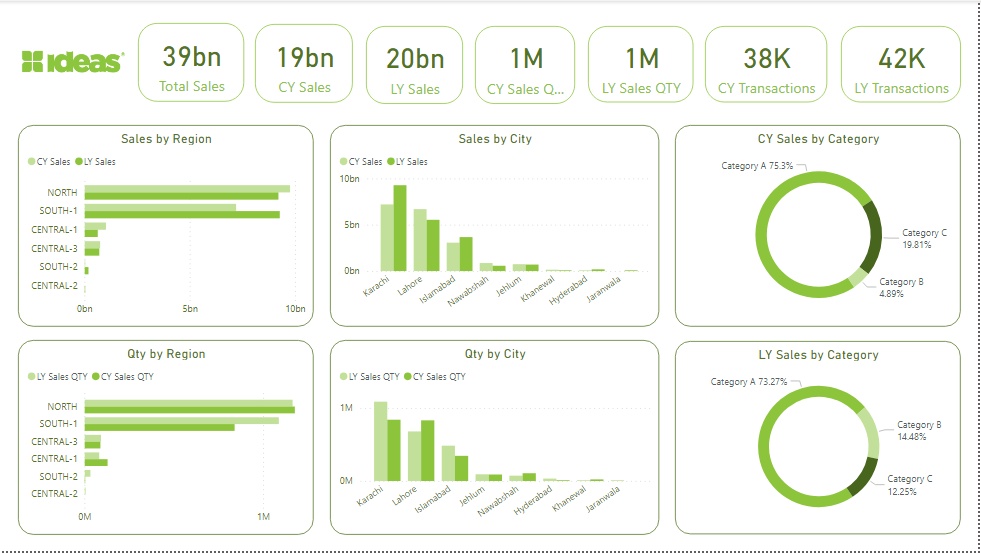 ideas
39bn
Total Sales
19bn
CY Sales
20bn
LY Sales
1M
CY Sales Q...
1M
LY Sales QTY
38K
CY Transactions
42K
LY Transactions
Sales by Region
CY Sales LY Sales
NORTH
SOUTH-1
CENTRAL-1
CENTRAL-3
SOUTH-2
CENTRAL-2
0bn 5bn 10bn
Sales by City
CY Sales LY Sales
10bn
5bn
0bn
Karachi Lahore Islamabad Nawabshah Jehlum Khanewal Hyderabad Jaranwala
CY Sales by Category
Category A 75.3%
Category C
19.81%
Category B
4.89%
Qty by Region
LY Sales QTY CY Sales QTY
NORTH
SOUTH-1
CENTRAL-3
CENTRAL-1
SOUTH-2
CENTRAL-2
0M 1M
Qty by City
LY Sales QTY CY Sales QTY
1M
0M
Karachi Lahore Islamabad Jehlum Nawabshah Hyderabad Khanewal Jaranwala
LY Sales by Category
Category A 73.27%
Category B
14.48%
Category C
12.25%